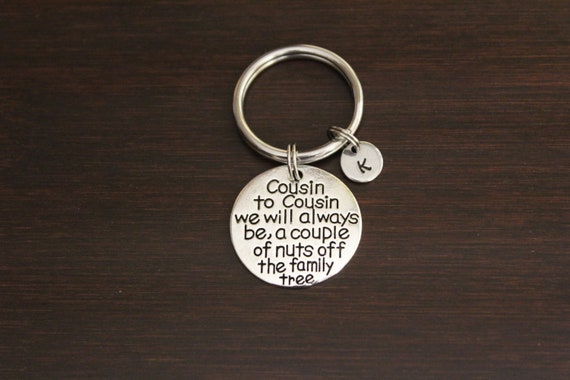 K
Cousin
to Cousin
we will always
be, a couple
of nuts off
the family
tree